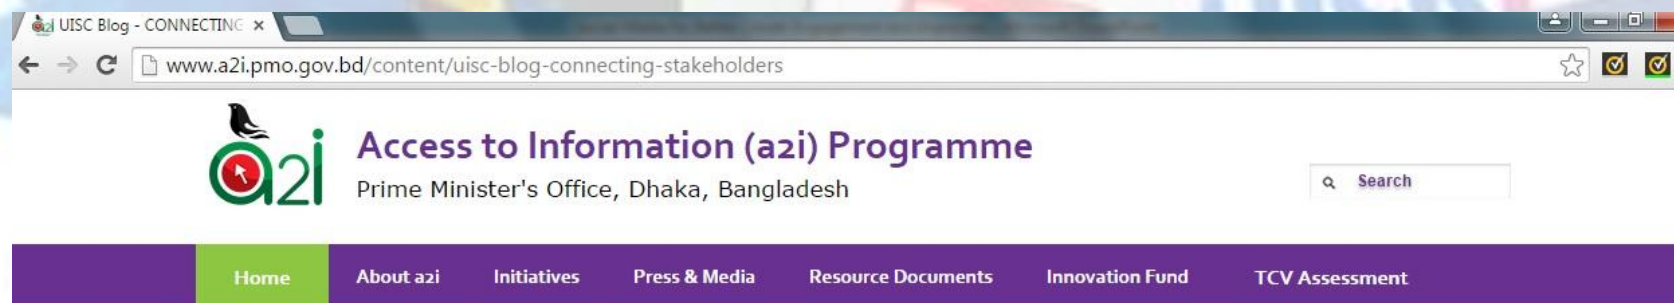 UISC Blog - CONNECTING
www.a2i.pmo.gov.bd/content/uisc-blog-connecting-stakeholders
a2i
Access to Information (a2i) Programme
Prime Minister's Office, Dhaka, Bangladesh
Search
Home About a2i Initiatives Press & Media Resource Documents Innovation Fund TCV Assessment